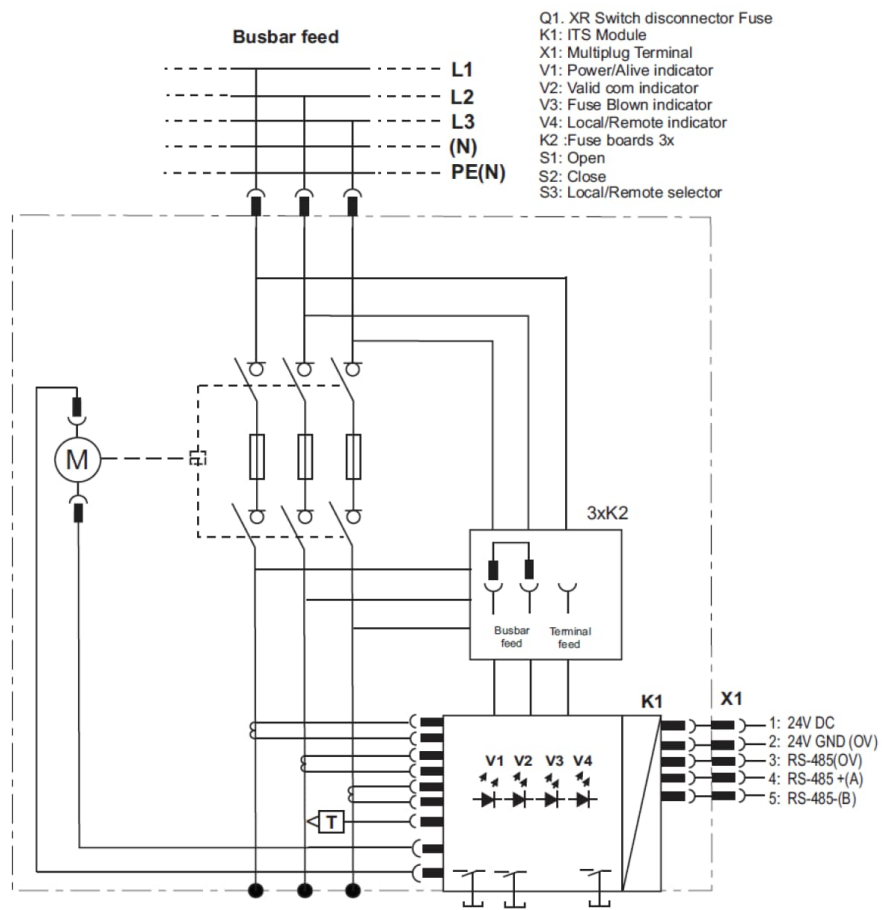 Busbar feed
L1
L2
L3
(N)
PE(N)
Q1. XR Switch disconnector Fuse
K1: ITS Module
X1: Multiplug Terminal
V1: Power/Alive indicator
V2: Valid com indicator
V3: Fuse Blown indicator
V4: Local/Remote indicator
K2 :Fuse boards 3x
S1: Open
S2: Close
S3: Local/Remote selector
M
3xK2
Busbar
feed
Terminal
feed
K1
X1
V1 V2 V3 V4
T
1: 24V DC
2: 24V GND (OV)
3: RS-485(OV)
4: RS-485 +(A)
5: RS-485-(B)